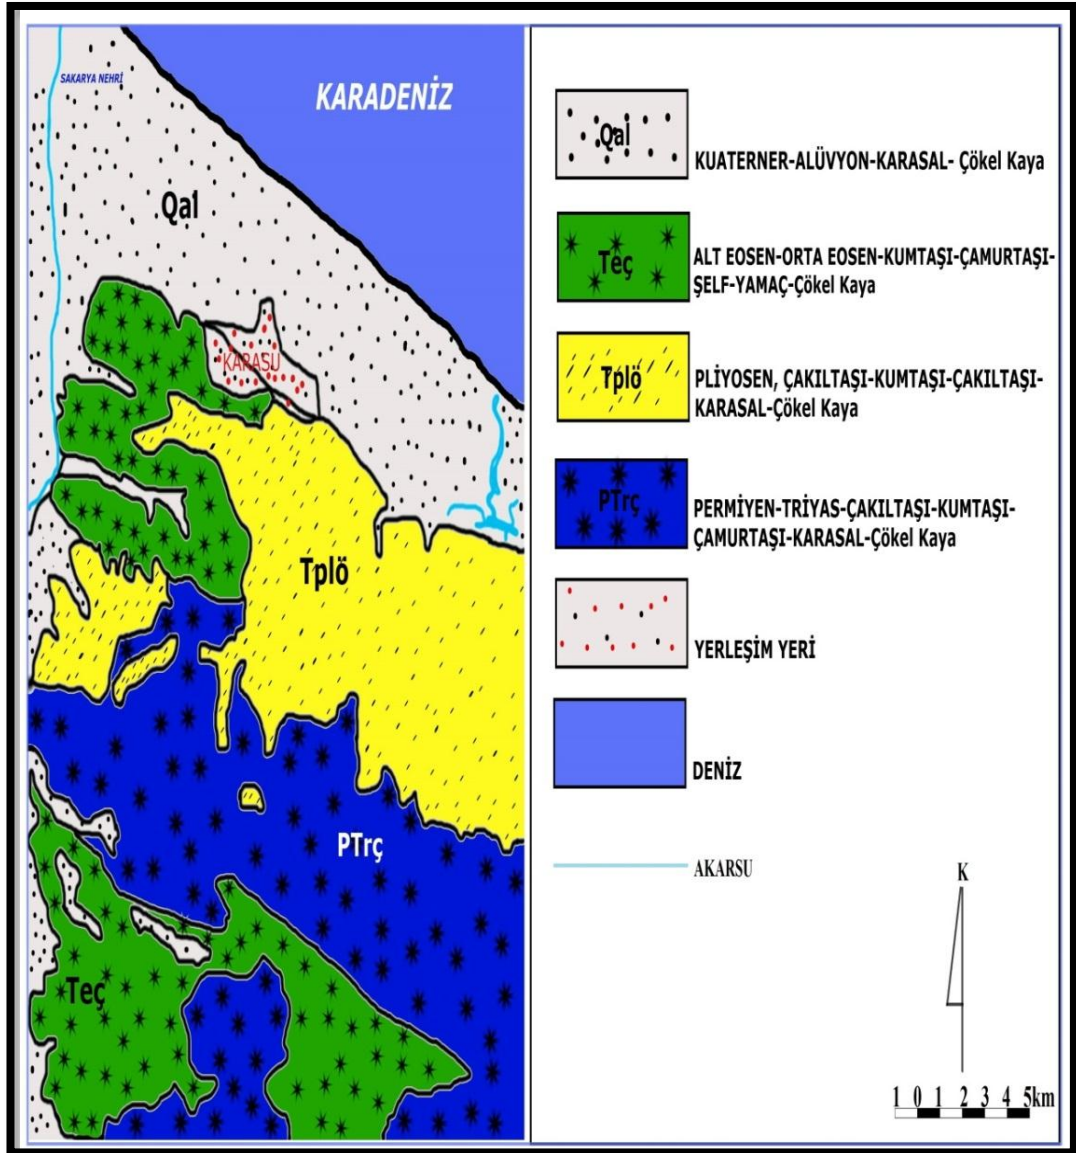 SAKARYA NEHRİ
KARADENİZ
Qal
KARASU
Tplö
PTrç
Teç
Qal
KUATERNER-ALÜVYON-KARASAL- Çökel Kaya
Teç
ALT EOSEN-ORTA EOSEN-KUMTAŞI-ÇAMURTAŞI-
ŞELF-YAMAÇ-Çökel Kaya
Tplö
PLİYOSEN, ÇAKILTAŞI-KUMTAŞI-ÇAKILTAŞI-
KARASAL-Çökel Kaya
PTrç
PERMİYEN-TRİYAS-ÇAKILTAŞI-KUMTAŞI-
ÇAMURTAŞI-KARASAL-Çökel Kaya
YERLEŞİM YERİ
DENİZ
AKARSU
K
1 0 1 2 3 4 5km